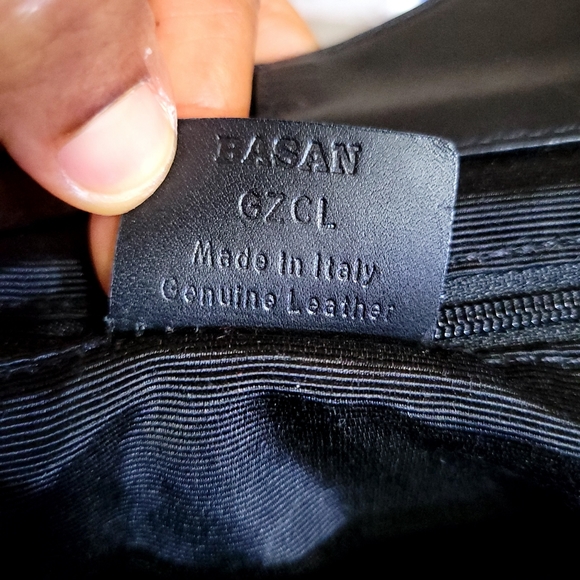 BASAN
GZCL
Made in Italy
Genuine Leather